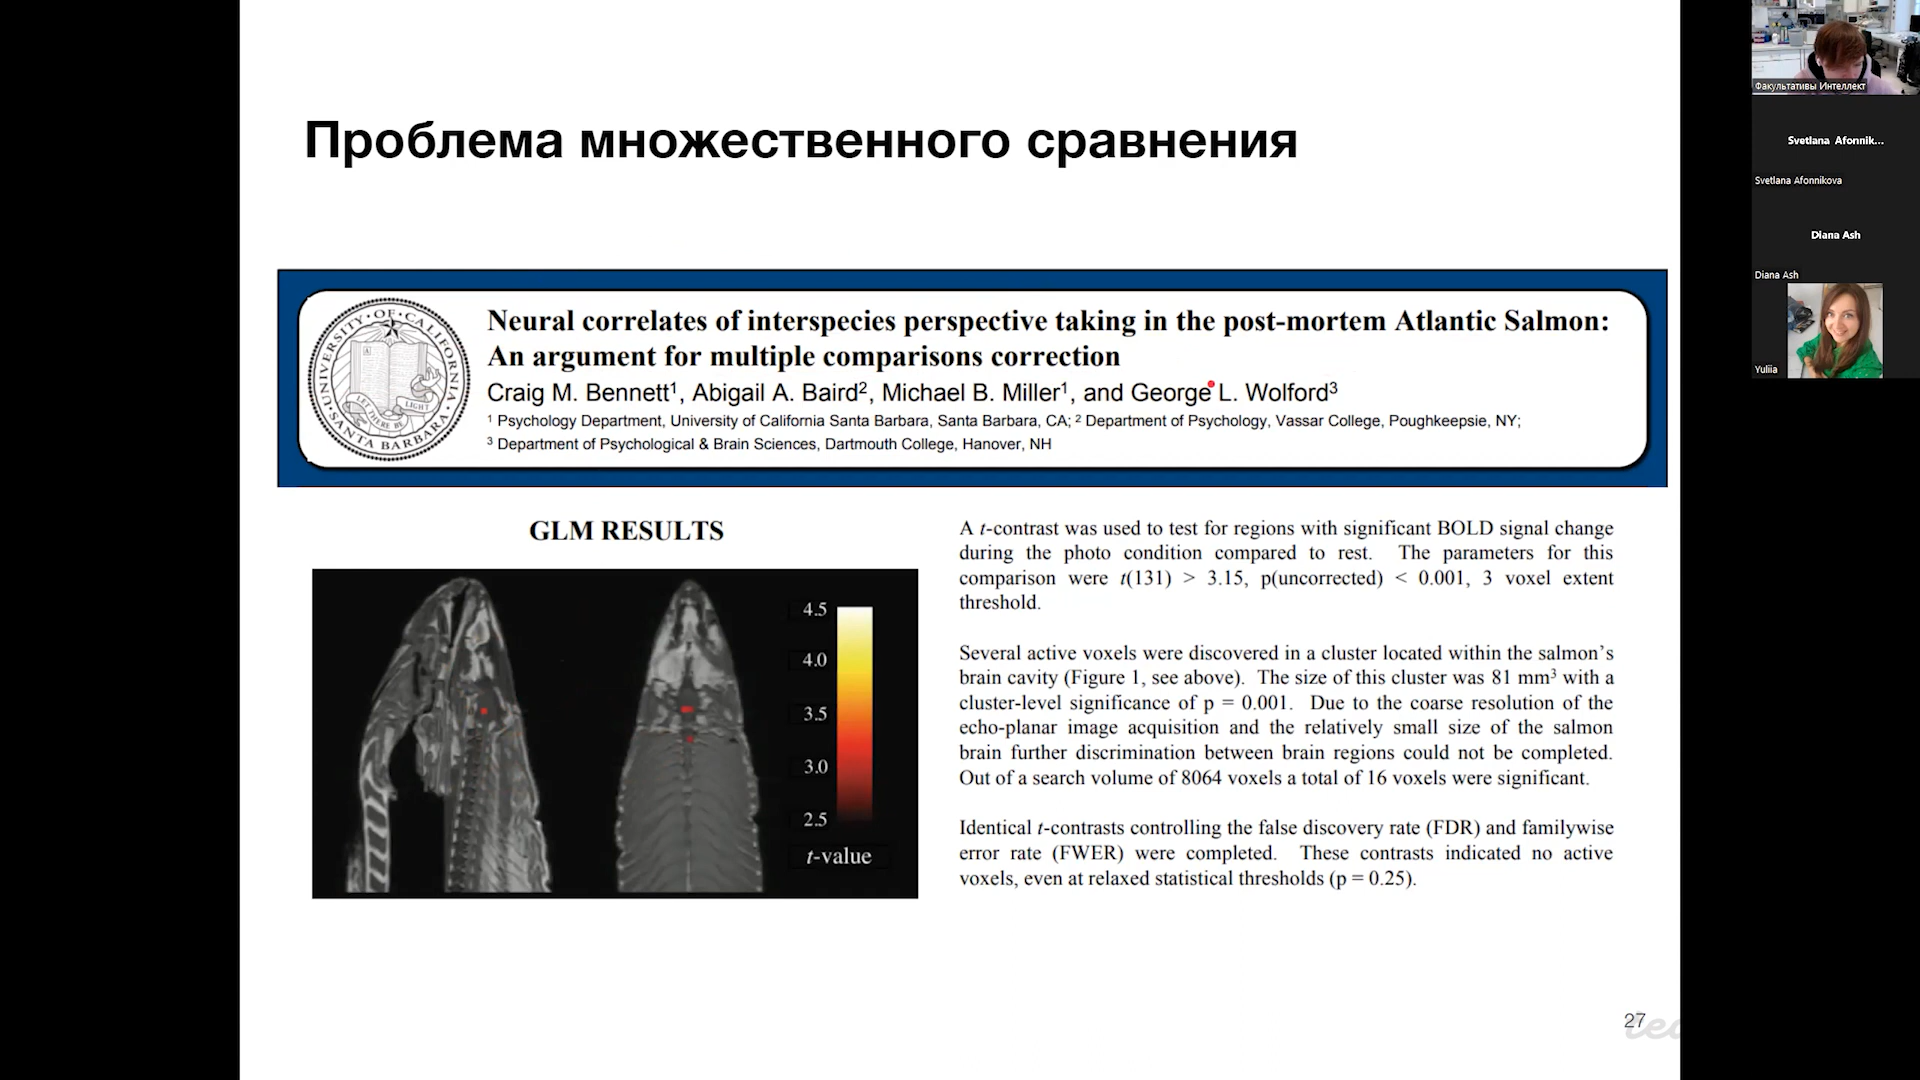 Проблема множественного сравнения
UNIVERSITY · OF · CALIFORNIA
SANTA BARBARA
LET THERE BE LIGHT
Neural correlates of interspecies perspective taking in the post-mortem Atlantic Salmon:
An argument for multiple comparisons correction
Craig M. Bennett¹, Abigail A. Baird², Michael B. Miller¹, and George L. Wolford³
¹ Psychology Department, University of California Santa Barbara, Santa Barbara, CA; ² Department of Psychology, Vassar College, Poughkeepsie, NY;
³ Department of Psychological & Brain Sciences, Dartmouth College, Hanover, NH
GLM RESULTS
4.5
4.0
3.5
3.0
2.5
t-value
A t-contrast was used to test for regions with significant BOLD signal change
during the photo condition compared to rest. The parameters for this
comparison were t(131) > 3.15, p(uncorrected) < 0.001, 3 voxel extent
threshold.
Several active voxels were discovered in a cluster located within the salmon's
brain cavity (Figure 1, see above). The size of this cluster was 81 mm³ with a
cluster-level significance of p = 0.001. Due to the coarse resolution of the
echo-planar image acquisition and the relatively small size of the salmon
brain further discrimination between brain regions could not be completed.
Out of a search volume of 8064 voxels a total of 16 voxels were significant.
Identical t-contrasts controlling the false discovery rate (FDR) and familywise
error rate (FWER) were completed. These contrasts indicated no active
voxels, even at relaxed statistical thresholds (p = 0.25).
27
Факультативы Интеллект
Svetlana Afonnik...
Svetlana Afonnikova
Diana Ash
Diana Ash
Yuliia